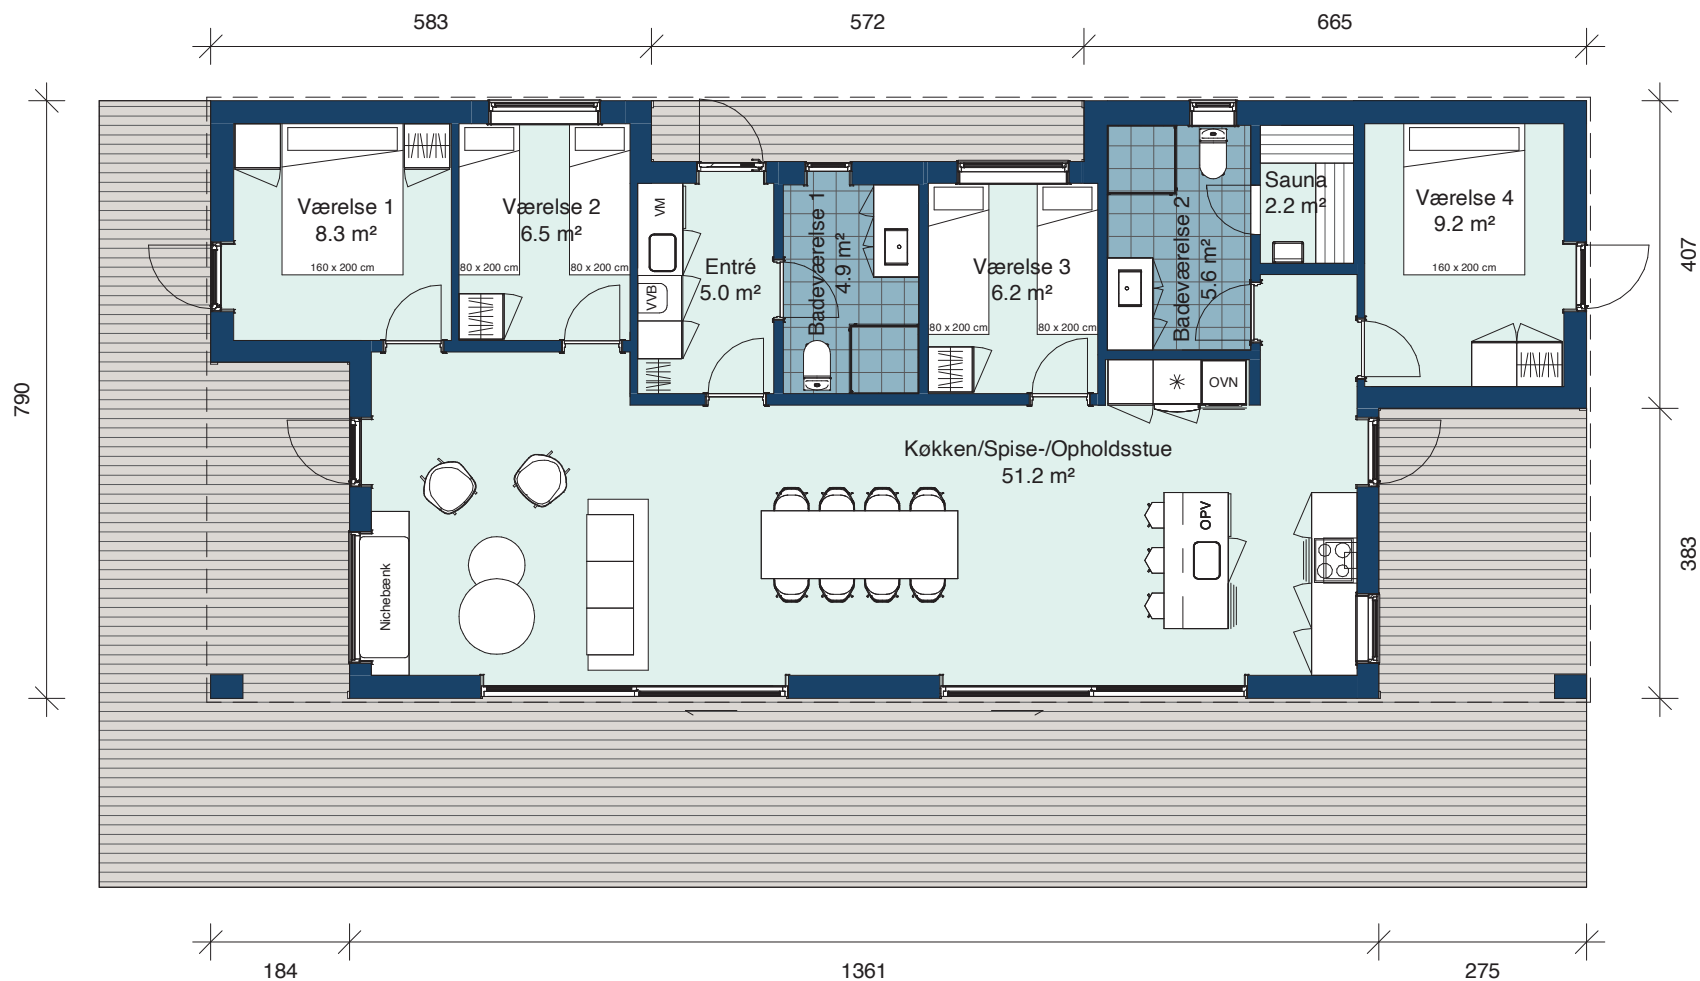 583
572
665
790
407
383
184
1361
275
Værelse 1
8.3 m²
160 x 200 cm
Værelse 2
6.5 m²
80 x 200 cm
80 x 200 cm
VM
VVB
Entré
5.0 m²
Badeværelse 1
4.9 m²
Værelse 3
6.2 m²
80 x 200 cm
80 x 200 cm
Badeværelse 2
5.6 m²
Sauna
2.2 m²
Værelse 4
9.2 m²
160 x 200 cm
OVN
Køkken/Spise-/Opholdsstue
51.2 m²
OPV
Nichebænk